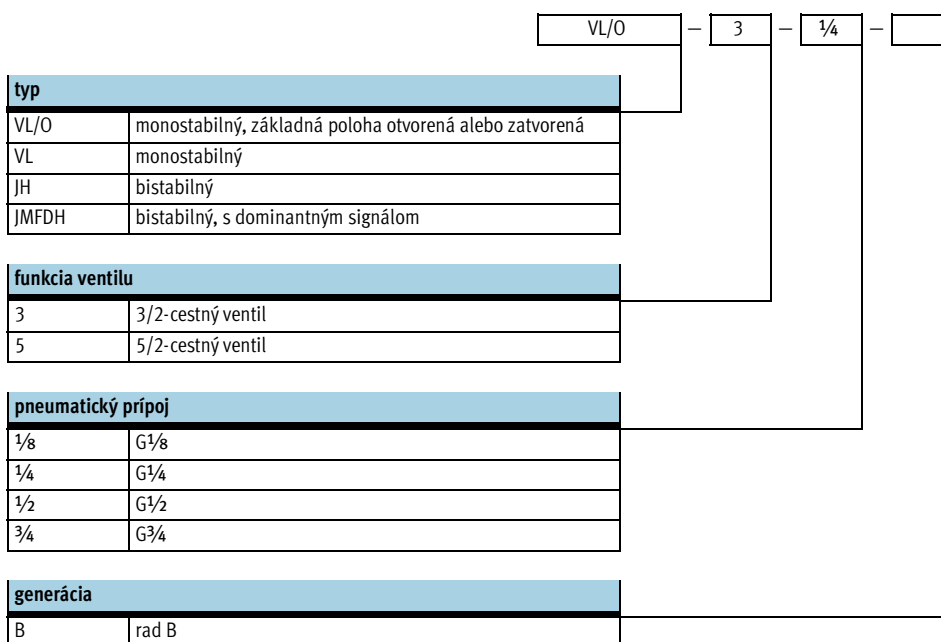 VL/O – 3 – ¼ –
typ
VL/O monostabilný, základná poloha otvorená alebo zatvorená
VL monostabilný
JH bistabilný
JMFDH bistabilný, s dominantným signálom
funkcia ventilu
3 3/2-cestný ventil
5 5/2-cestný ventil
pneumatický prípoj
⅛ G⅛
¼ G¼
½ G½
¾ G¾
generácia
B rad B